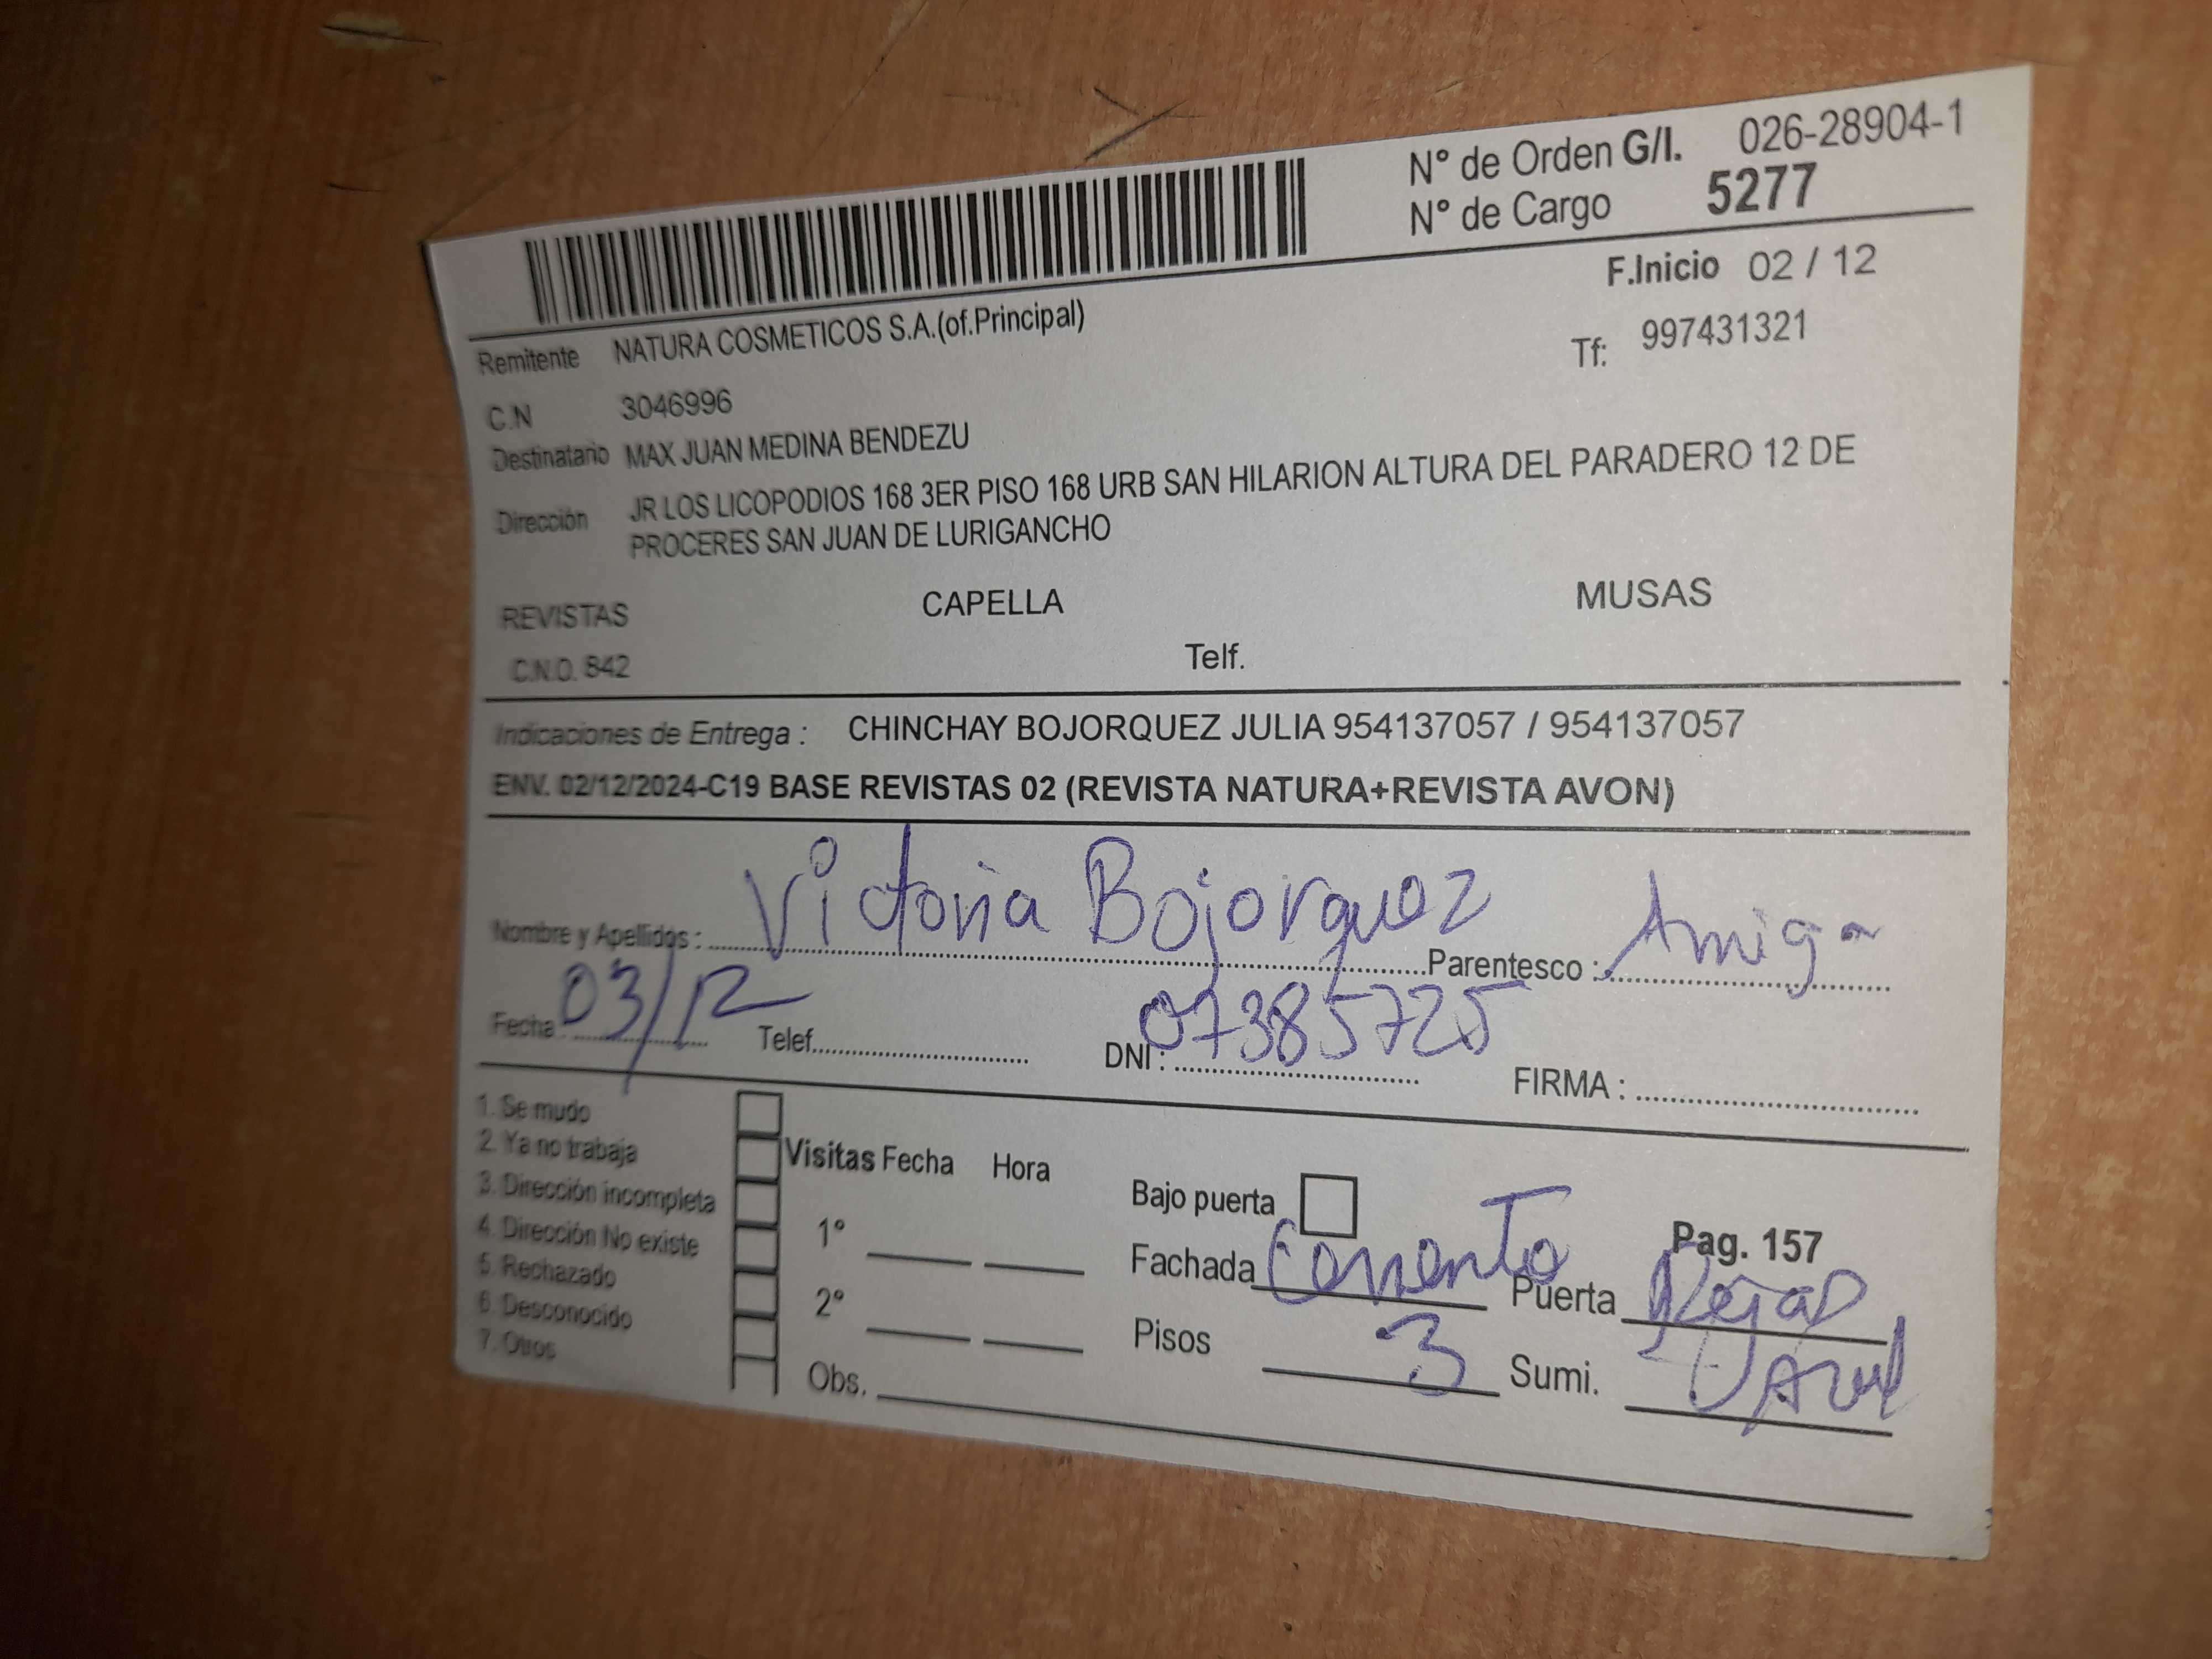 N° de Orden G/I. 026-28904-1
N° de Cargo 5277
F.Inicio 02 / 12
Remitente NATURA COSMETICOS S.A.(of.Principal)
Tf: 997431321
C.N 3046996
Destinatario MAX JUAN MEDINA BENDEZU
Dirección JR LOS LICOPODIOS 168 3ER PISO 168 URB SAN HILARION ALTURA DEL PARADERO 12 DE
PROCERES SAN JUAN DE LURIGANCHO
REVISTAS CAPELLA MUSAS
C.N.O. 842 Telf.
Indicaciones de Entrega : CHINCHAY BOJORQUEZ JULIA 954137057 / 954137057
ENV. 02/12/2024-C19 BASE REVISTAS 02 (REVISTA NATURA+REVISTA AVON)
Nombre y Apellidos : Victoria Bojorquez Parentesco : Amiga
Fecha : 03/12 Telef. DNI : 07385725 FIRMA :
1. Se mudo
2. Ya no trabaja
3. Dirección incompleta
4. Dirección No existe
5. Rechazado
6. Desconocido
7. Otros
Visitas Fecha Hora
1°
2°
Obs.
Bajo puerta Pag. 157
Fachada Cemento Puerta Rejas
Pisos 3 Sumi. Azul